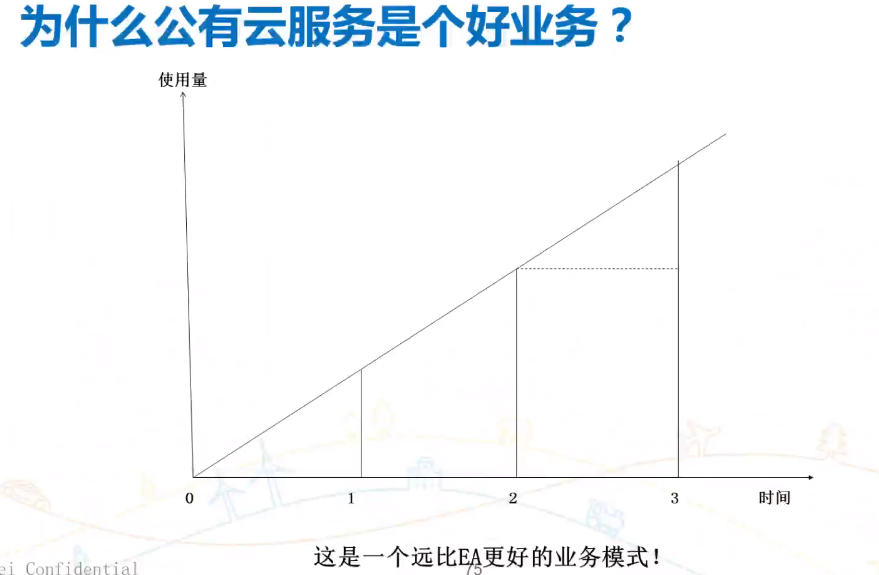 为什么公有云服务是个好业务？
使用量
0 1 2 3 时间
这是一个远比EA更好的业务模式！
ei Confidential
75